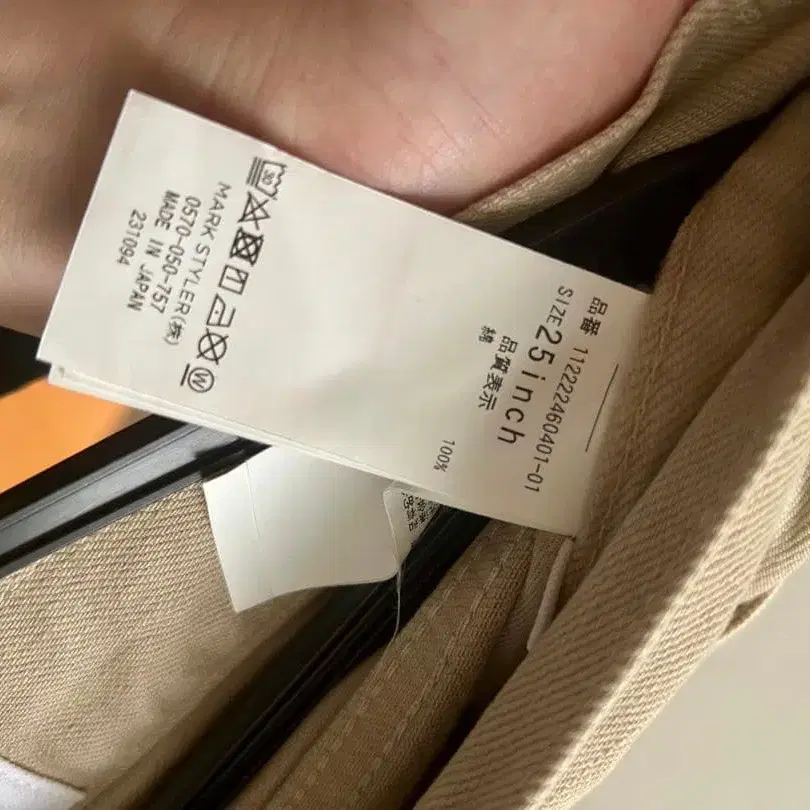 品番 112222460401-01
SIZE 25inch
品質表示
綿 100%
30
W
MARK STYLER(株)
0570-050-757
MADE IN JAPAN
231094